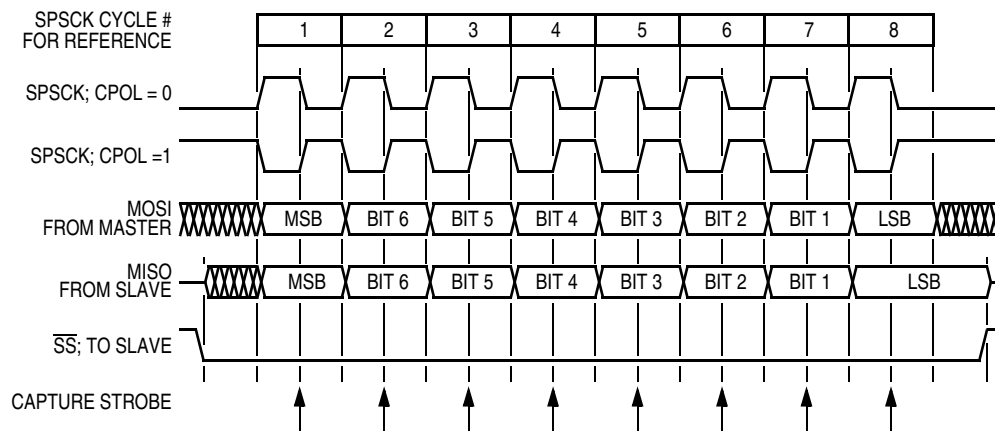 SPSCK CYCLE #
FOR REFERENCE
1 2 3 4 5 6 7 8
SPSCK; CPOL = 0
SPSCK; CPOL =1
MOSI
FROM MASTER
MSB BIT 6 BIT 5 BIT 4 BIT 3 BIT 2 BIT 1 LSB
MISO
FROM SLAVE
MSB BIT 6 BIT 5 BIT 4 BIT 3 BIT 2 BIT 1 LSB
S̅S̅; TO SLAVE
CAPTURE STROBE